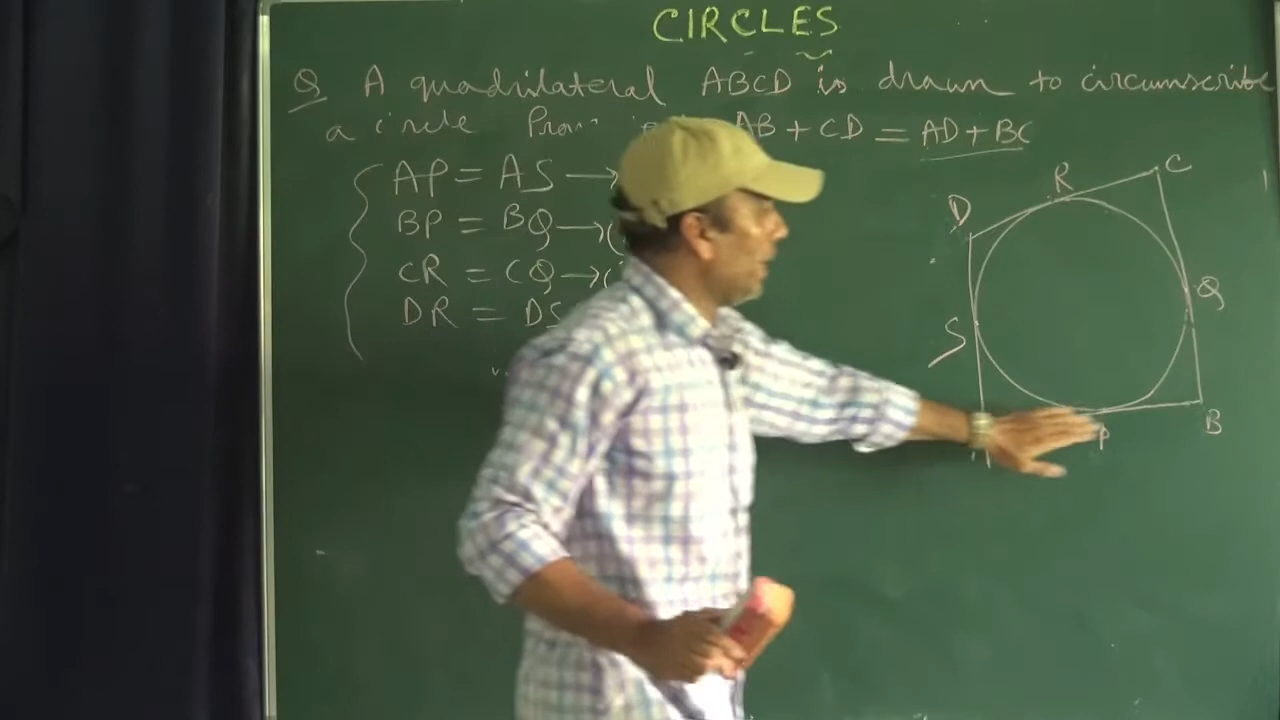 CIRCLES
Q A quadrilateral ABCD is drawn to circumscribe
a circle AB + CD = AD + BC
AP = AS →
BP = BQ → (
CR = CQ → (
DR = DS
D
R
C
Q
S
P
B